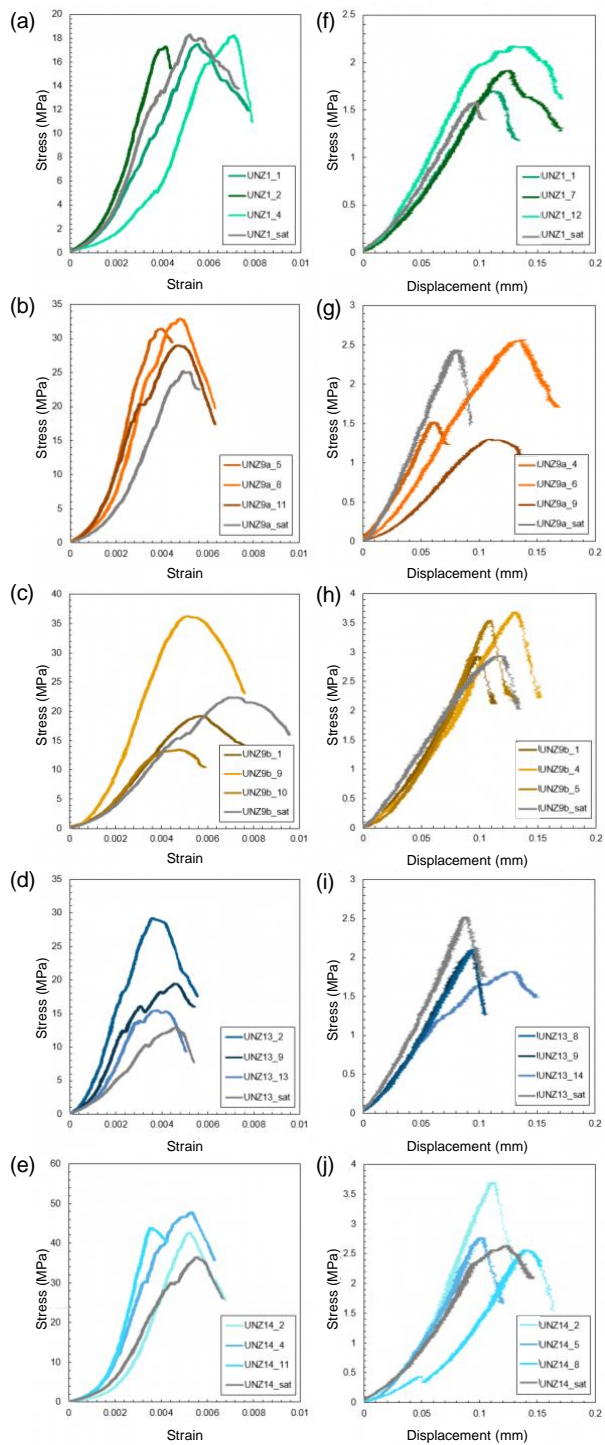 (a)
Stress (MPa)
20
18
16
14
12
10
8
6
4
2
0
UNZ1_1
UNZ1_2
UNZ1_4
UNZ1_sat
0 0.002 0.004 0.006 0.008 0.01
Strain
(f)
Stress (MPa)
2.5
2
1.5
1
0.5
0
UNZ1_1
UNZ1_7
UNZ1_12
UNZ1_sat
0 0.05 0.1 0.15 0.2
Displacement (mm)
(b)
Stress (MPa)
35
30
25
20
15
10
5
0
UNZ9a_5
UNZ9a_8
UNZ9a_11
UNZ9a_sat
0 0.002 0.004 0.006 0.008 0.01
Strain
(g)
Stress (MPa)
3
2.5
2
1.5
1
0.5
0
UNZ9a_4
UNZ9a_6
UNZ9a_9
UNZ9a_sat
0 0.05 0.1 0.15 0.2
Displacement (mm)
(c)
Stress (MPa)
40
35
30
25
20
15
10
5
0
UNZ9b_1
UNZ9b_9
UNZ9b_10
UNZ9b_sat
0 0.002 0.004 0.006 0.008 0.01
Strain
(h)
Stress (MPa)
4
3.5
3
2.5
2
1.5
1
0.5
0
UNZ9b_1
UNZ9b_4
UNZ9b_5
UNZ9b_sat
0 0.05 0.1 0.15 0.2
Displacement (mm)
(d)
Stress (MPa)
35
30
25
20
15
10
5
0
UNZ13_2
UNZ13_9
UNZ13_13
UNZ13_sat
0 0.002 0.004 0.006 0.008 0.01
Strain
(i)
Stress (MPa)
3
2.5
2
1.5
1
0.5
0
UNZ13_8
UNZ13_9
UNZ13_14
UNZ13_sat
0 0.05 0.1 0.15 0.2
Displacement (mm)
(e)
Stress (MPa)
60
50
40
30
20
10
0
UNZ14_2
UNZ14_4
UNZ14_11
UNZ14_sat
0 0.002 0.004 0.006 0.008 0.01
Strain
(j)
Stress (MPa)
4
3.5
3
2.5
2
1.5
1
0.5
0
UNZ14_2
UNZ14_5
UNZ14_8
UNZ14_sat
0 0.05 0.1 0.15 0.2
Displacement (mm)